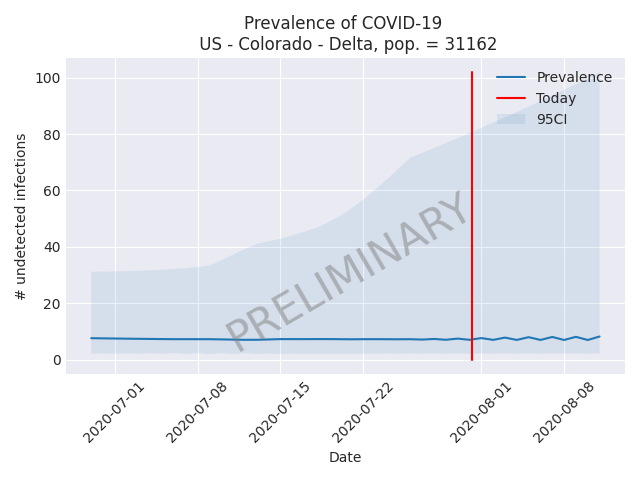 Prevalence of COVID-19
US - Colorado - Delta, pop. = 31162
# undetected infections
100
80
60
40
20
0
Prevalence
Today
95CI
PRELIMINARY
2020-07-01
2020-07-08
2020-07-15
2020-07-22
2020-08-01
2020-08-08
Date